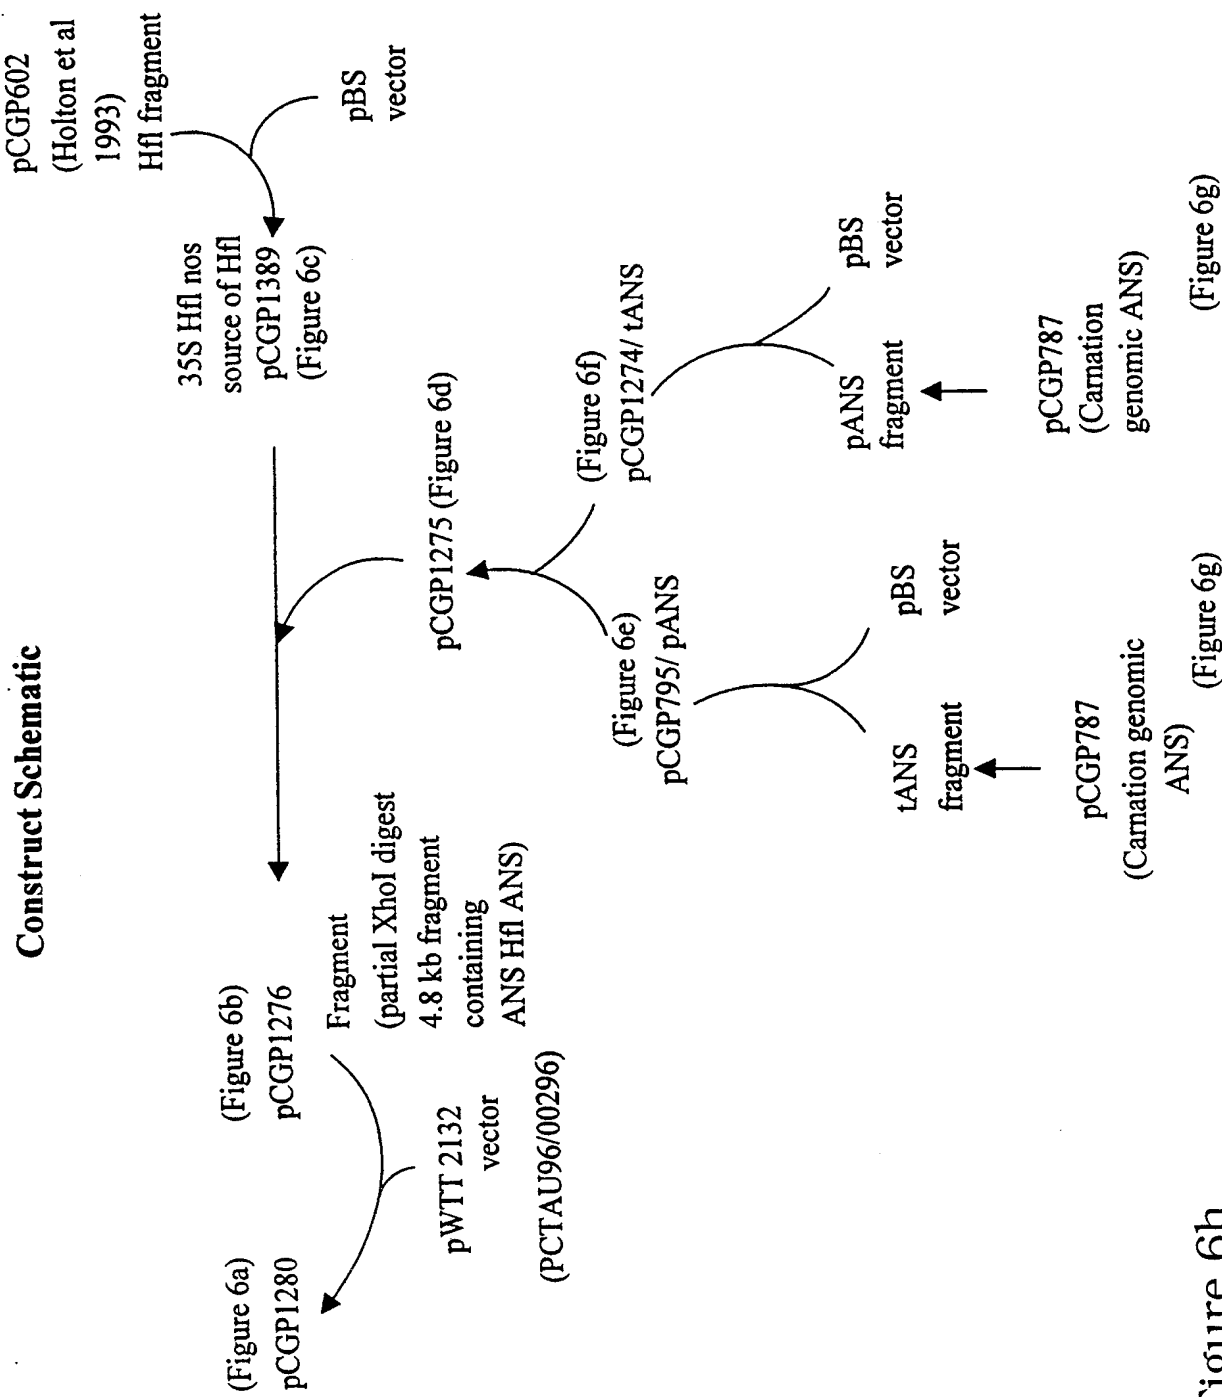 Construct Schematic
(Figure 6a)
pCGP1280
(Figure 6b)
pCGP1276
Fragment
(partial XhoI digest
4.8 kb fragment
containing
ANS Hfl ANS)
pWTT 2132
vector
(PCTAU96/00296)
35S Hfl nos
source of Hfl
pCGP1389
(Figure 6c)
pCGP602
(Holton et al
1993)
Hfl fragment
pBS
vector
pCGP1275 (Figure 6d)
(Figure 6e)
pCGP795/ pANS
(Figure 6f)
pCGP1274/ tANS
tANS
fragment
pBS
vector
pANS
fragment
pBS
vector
pCGP787
(Carnation genomic
ANS)
(Figure 6g)
pCGP787
(Carnation
genomic ANS)
(Figure 6g)
igure 6h